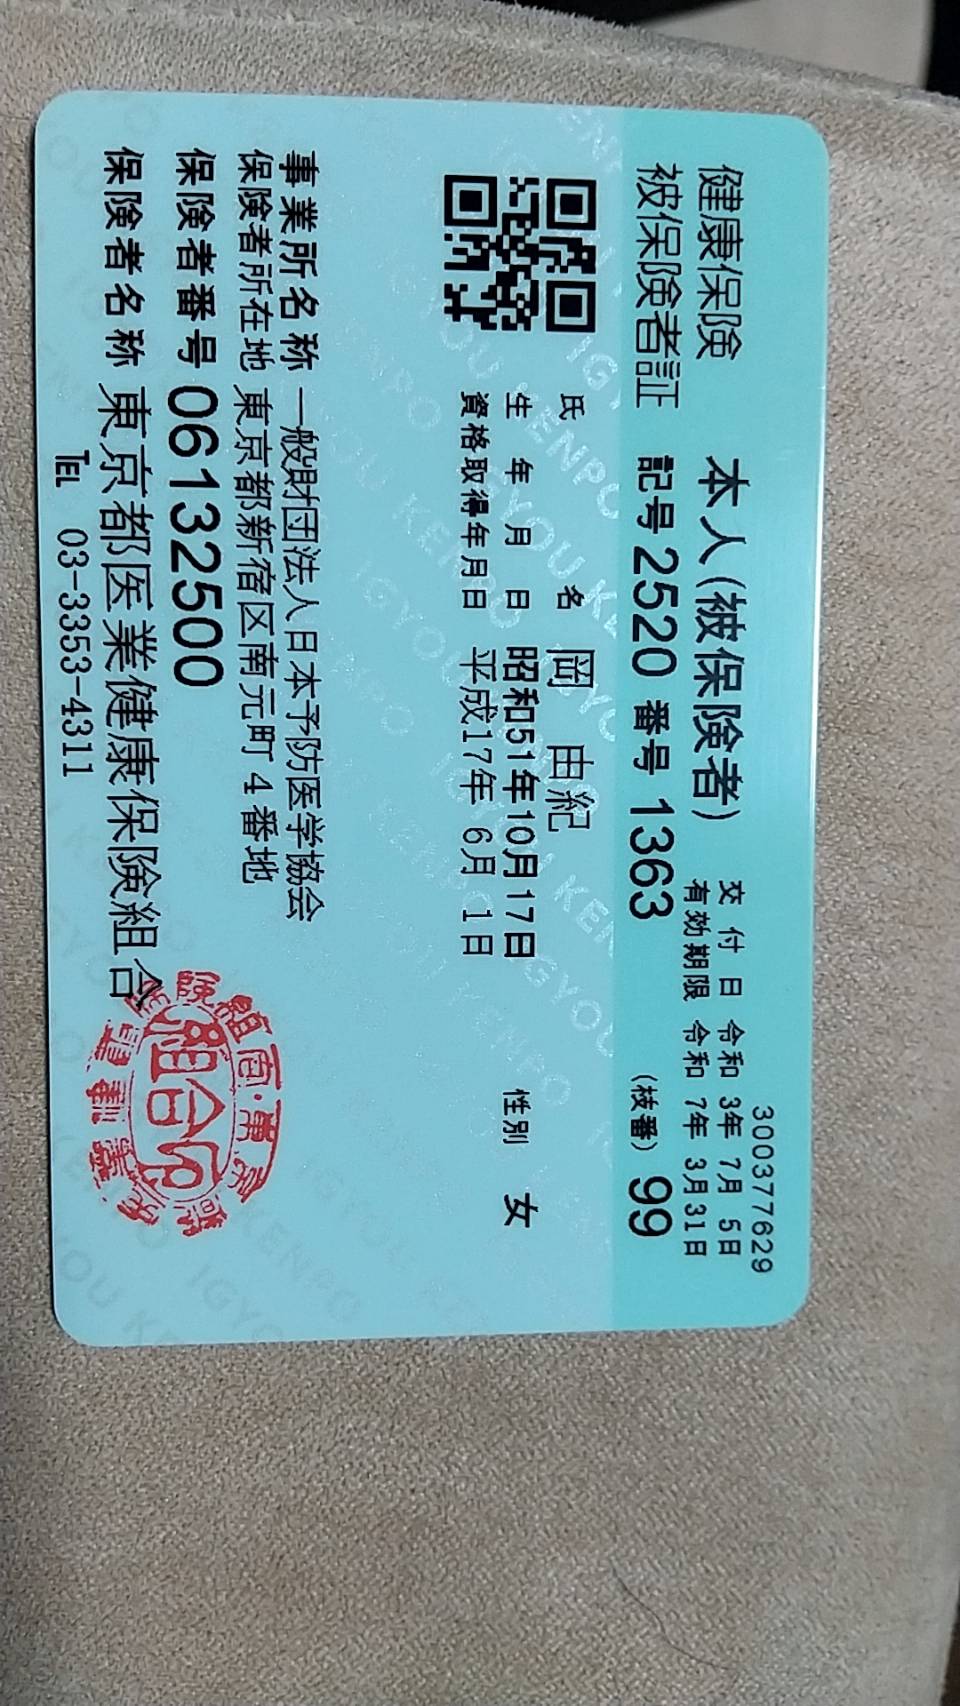 30037762​9
健康保険 本人(被保険者) 交付日 令和 3年 7月 5日
被保険者証 有効期限 令和 7年 3月31日
記号 2520 番号 1363 (枝番) 99
氏名 岡 由紀
生年月日 昭和51年10月17日 性別 女
資格取得年月日 平成17年 6月 1日
事業所名称 一般財団法人日本予防医学協会
保険者所在地 東京都新宿区南元町4番地
保険者番号 06132500
保険者名称 東京都医業健康保険組合
TEL 03-3353-4311
IGYOU KENPO